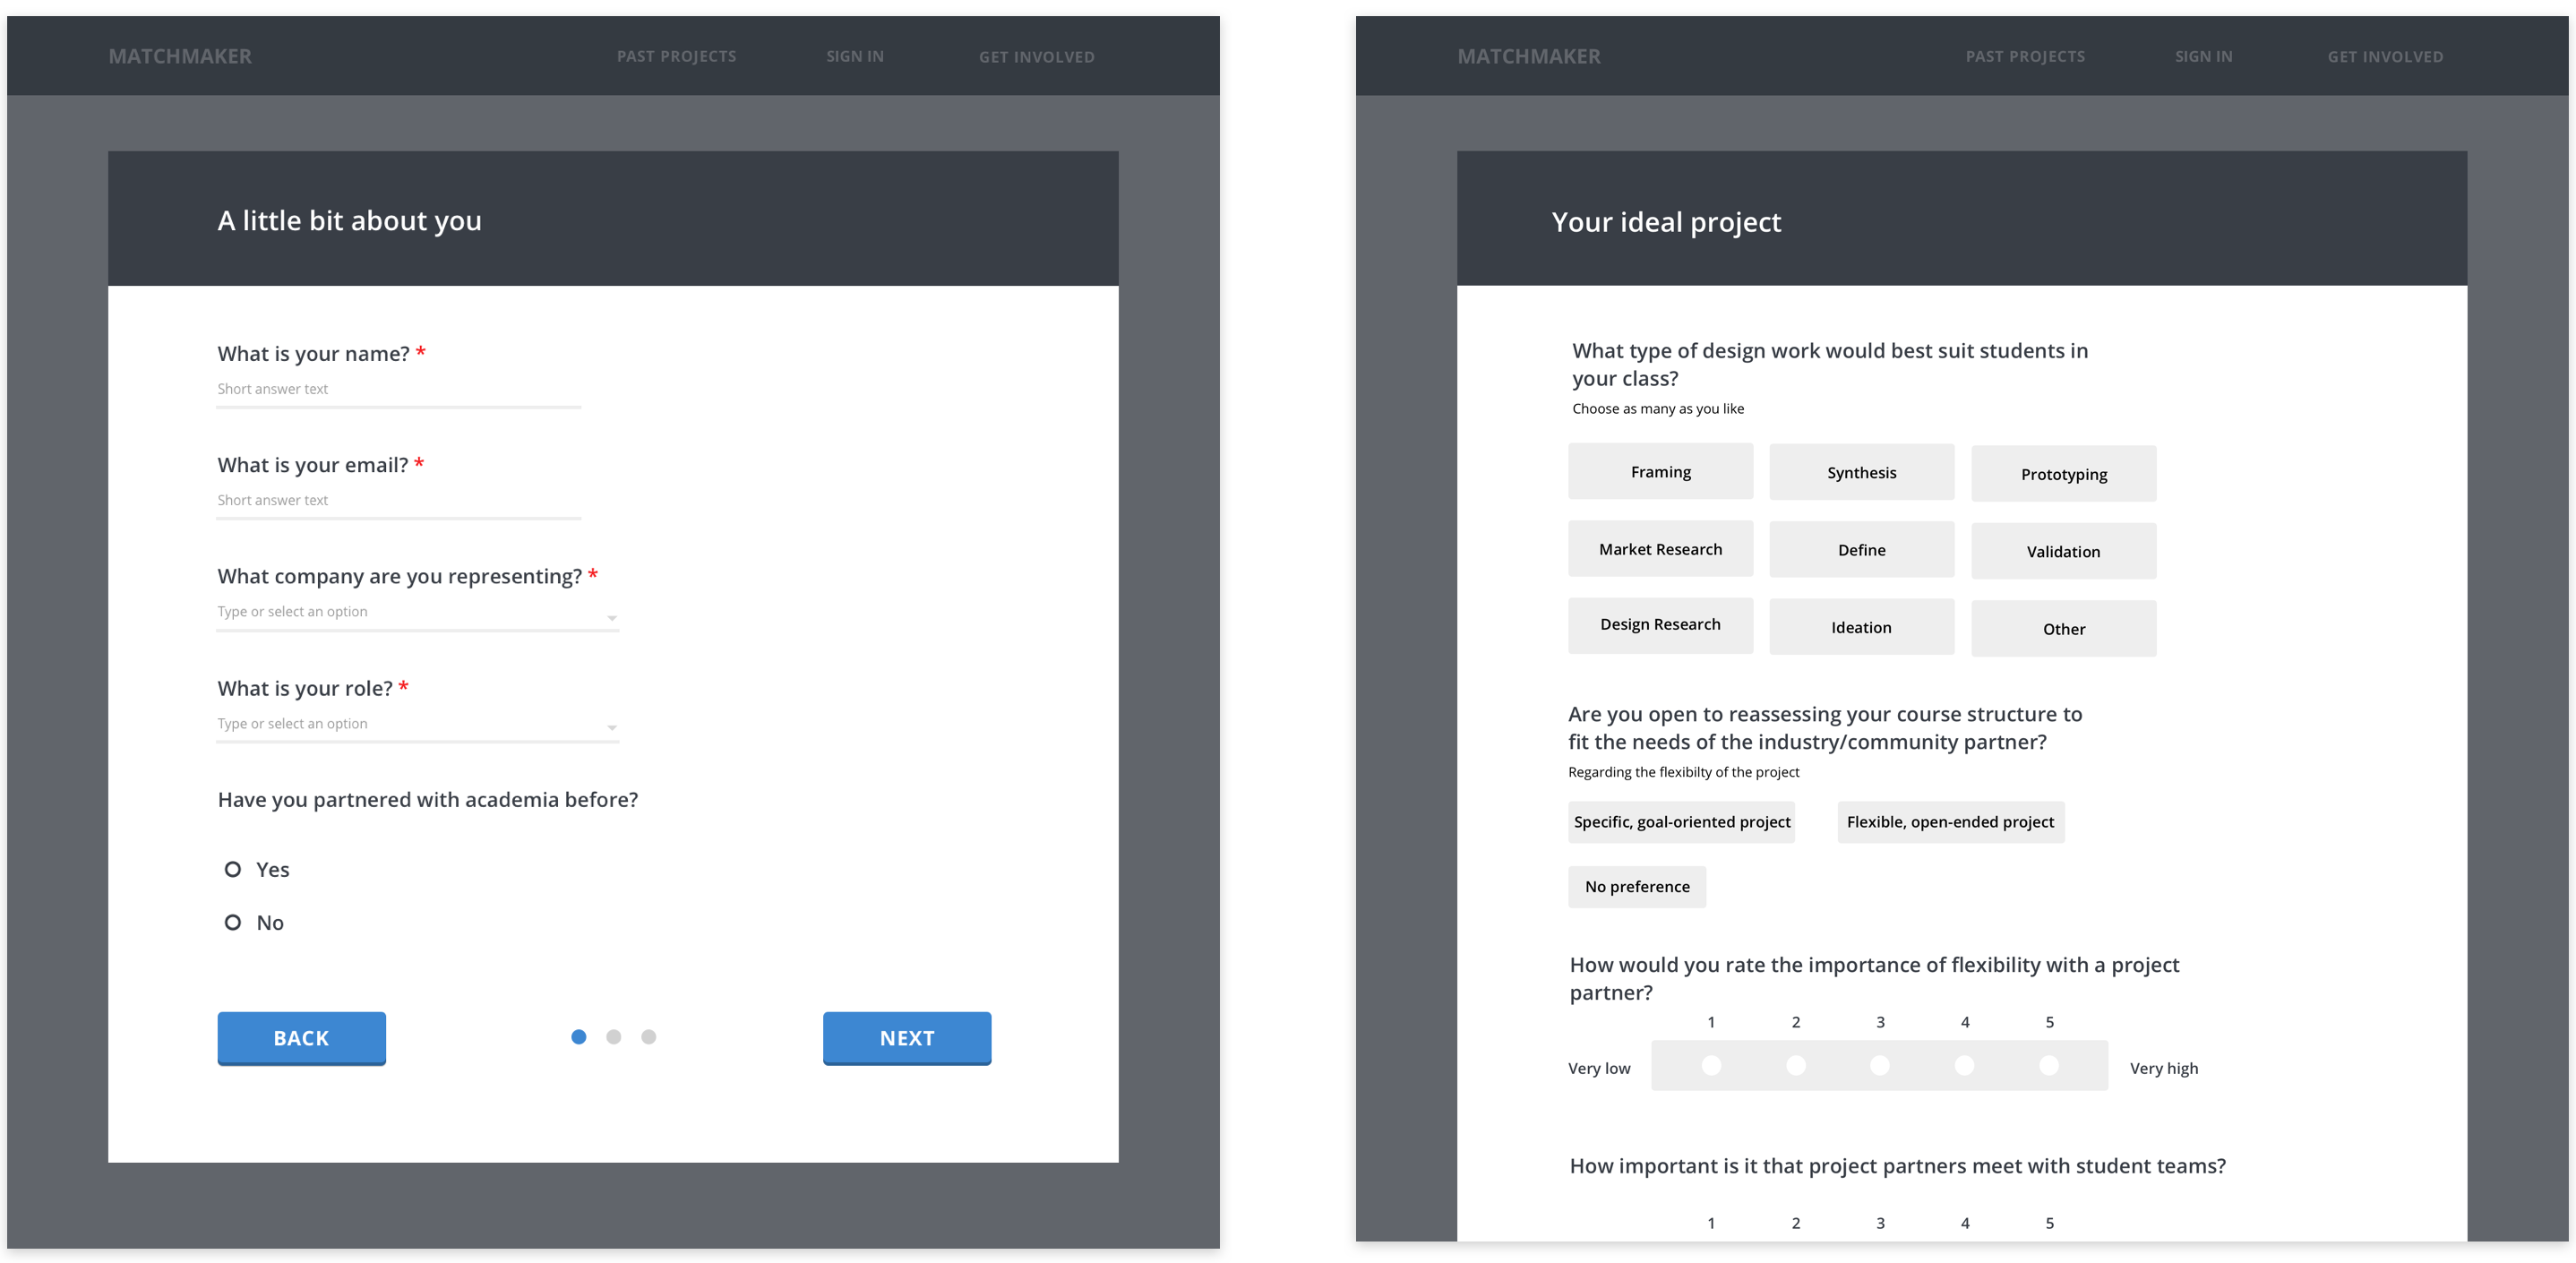 MATCHMAKER PAST PROJECTS SIGN IN GET INVOLVED
A little bit about you
What is your name? *
Short answer text
What is your email? *
Short answer text
What company are you representing? *
Type or select an option
What is your role? *
Type or select an option
Have you partnered with academia before?
Yes
No
BACK NEXT
MATCHMAKER PAST PROJECTS SIGN IN GET INVOLVED
Your ideal project
What type of design work would best suit students in
your class?
Choose as many as you like
Framing Synthesis Prototyping
Market Research Define Validation
Design Research Ideation Other
Are you open to reassessing your course structure to
fit the needs of the industry/community partner?
Regarding the flexibilty of the project
Specific, goal-oriented project Flexible, open-ended project
No preference
How would you rate the importance of flexibility with a project
partner?
1 2 3 4 5
Very low Very high
How important is it that project partners meet with student teams?
1 2 3 4 5